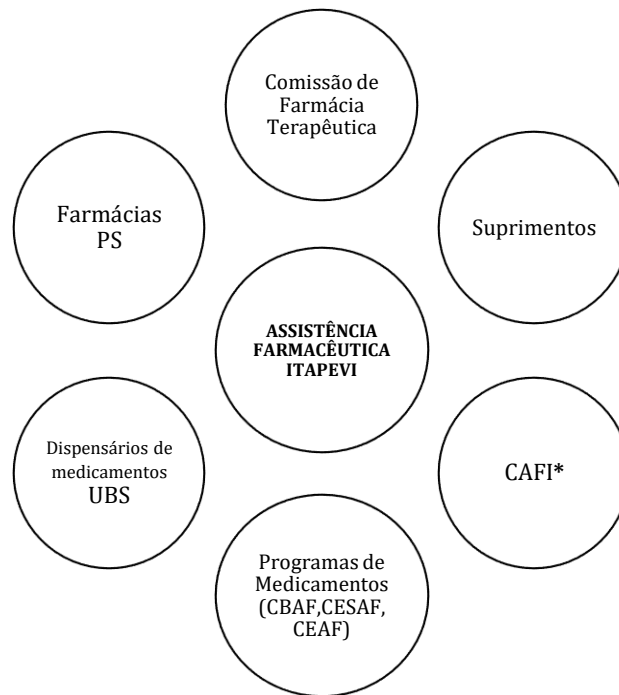 Comissão de
Farmácia
Terapêutica
Farmácias
PS
Suprimentos
ASSISTÊNCIA
FARMACÊUTICA
ITAPEVI
Dispensários de
medicamentos
UBS
CAFI*
Programas de
Medicamentos
(CBAF,CESAF,
CEAF)